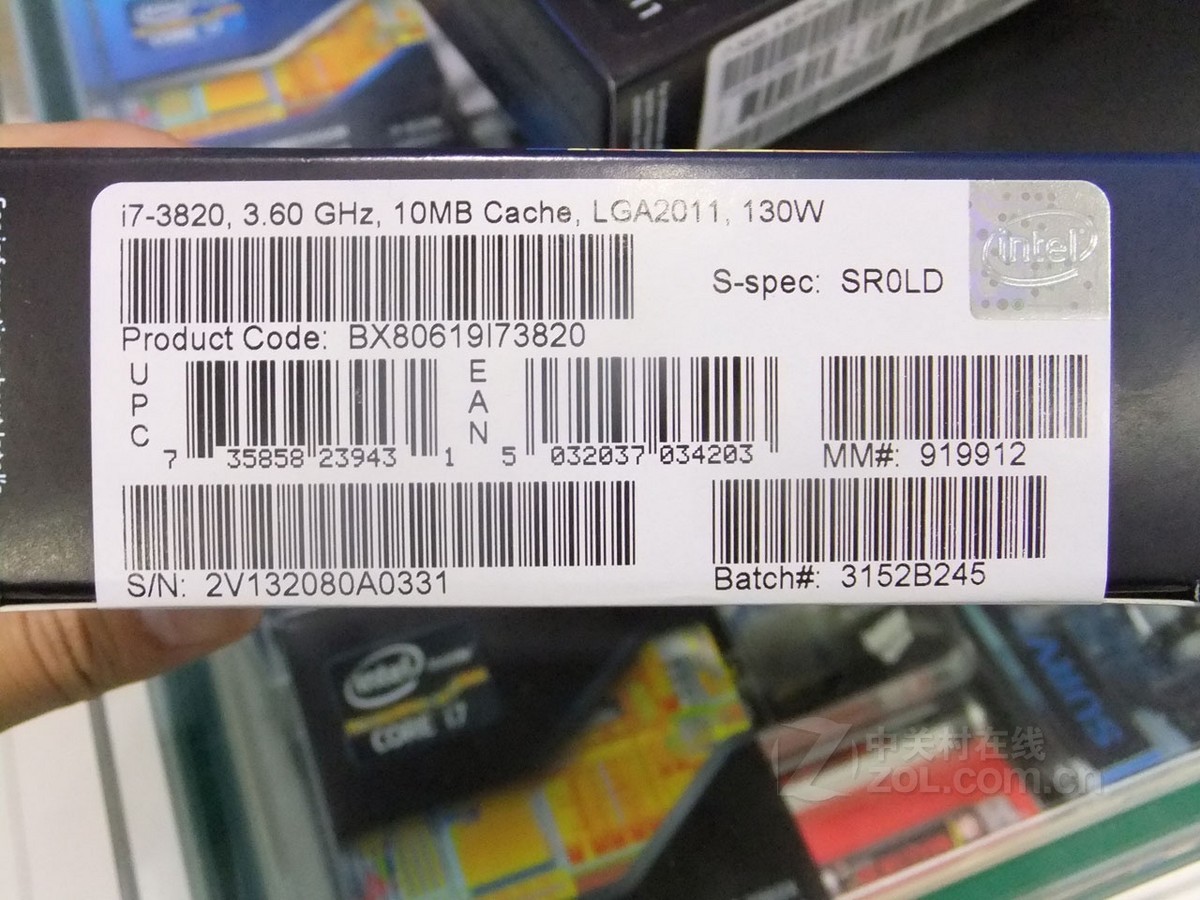 i7-3820, 3.60 GHz, 10MB Cache, LGA2011, 130W
intel
S-spec: SR0LD
Product Code: BX80619I73820
UPC
7 35858 23943 1
EAN
5 032037 034203
MM#: 919912
S/N: 2V132080A0331
Batch#: 3152B245
intel
CORE i7
中关村在线
ZOL.com.cn